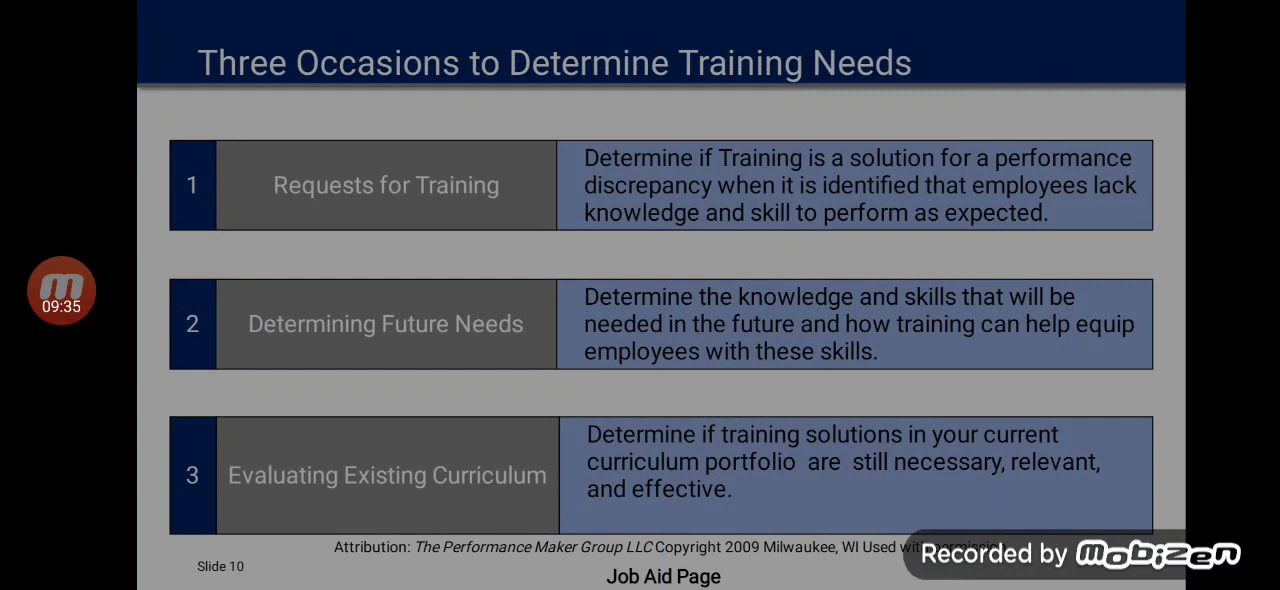 Three Occasions to Determine Training Needs
1
Requests for Training
Determine if Training is a solution for a performance
discrepancy when it is identified that employees lack
knowledge and skill to perform as expected.
09:35
2
Determining Future Needs
Determine the knowledge and skills that will be
needed in the future and how training can help equip
employees with these skills.
3
Evaluating Existing Curriculum
Determine if training solutions in your current
curriculum portfolio are still necessary, relevant,
and effective.
Attribution: The Performance Maker Group LLC Copyright 2009 Milwaukee, WI Used with permission
Recorded by Mobizen
Slide 10
Job Aid Page